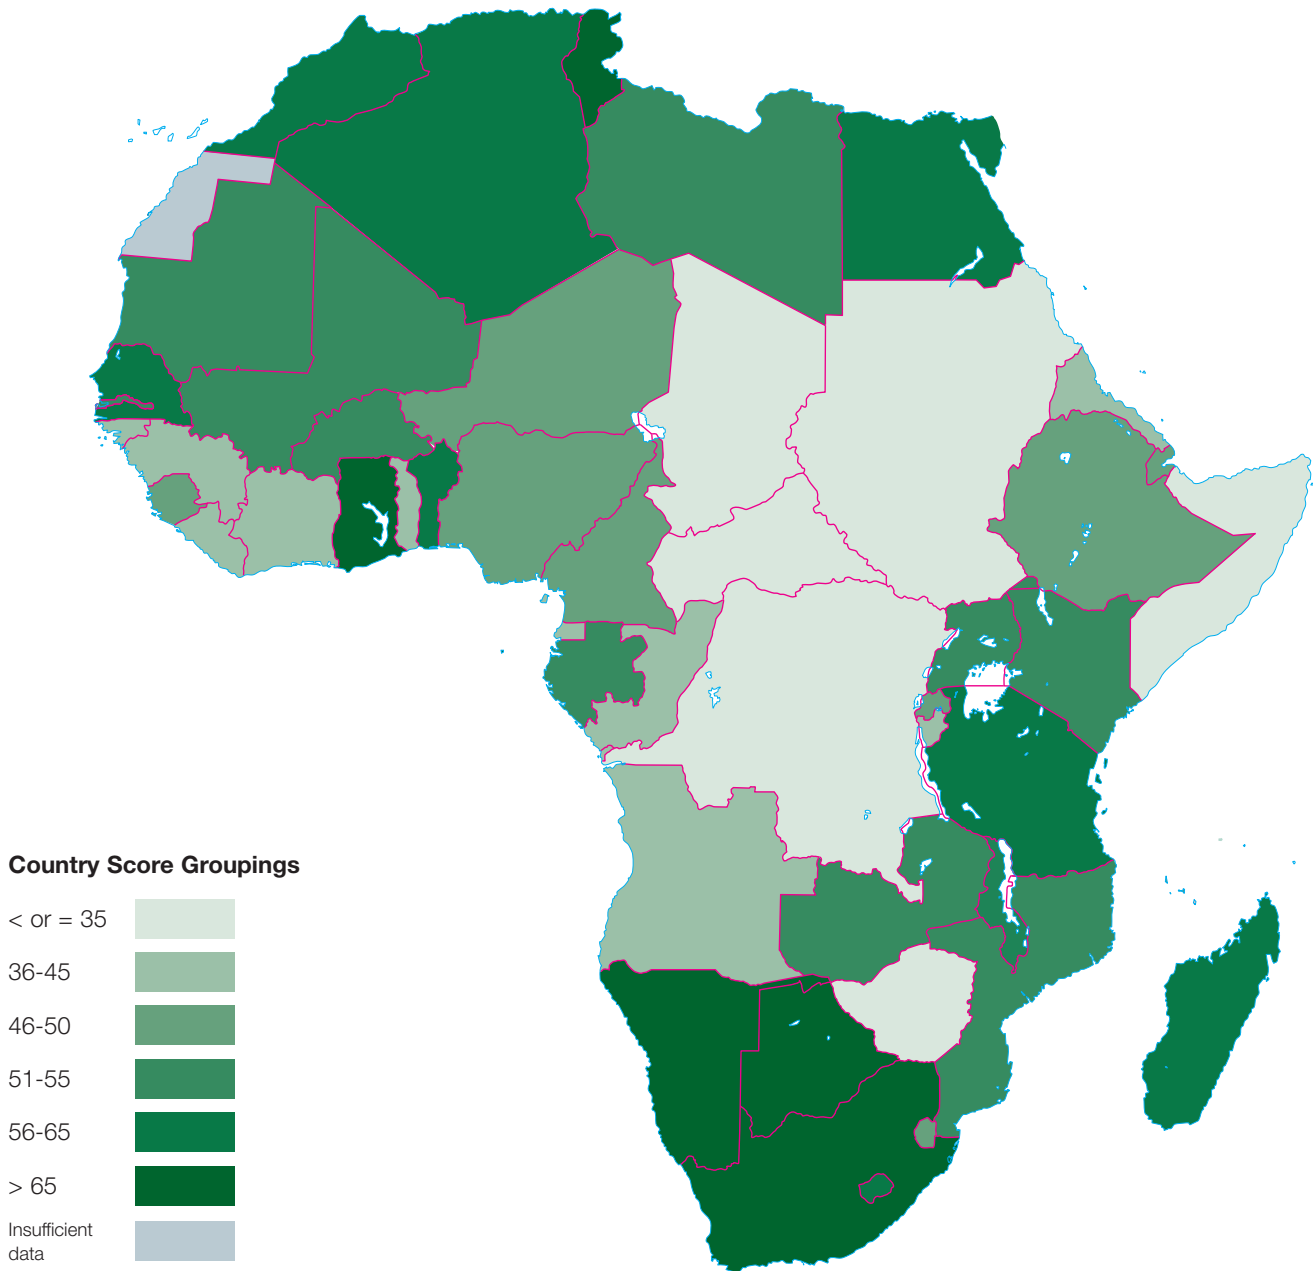 Country Score Groupings
< or = 35
36-45
46-50
51-55
56-65
> 65
Insufficient
data